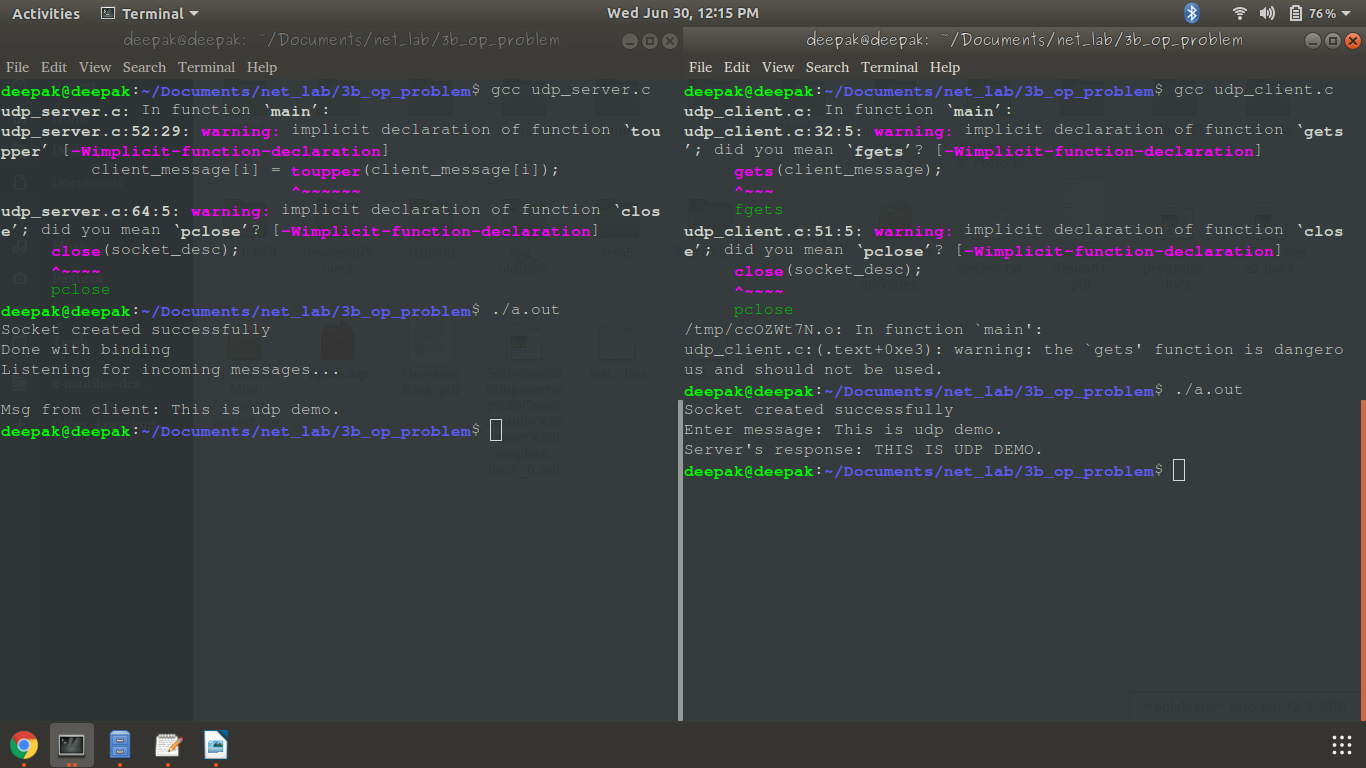 Activities Terminal Wed Jun 30, 12:15 PM 76%
deepak@deepak: ~/Documents/net_lab/3b_op_problem
File Edit View Search Terminal Help
deepak@deepak:~/Documents/net_lab/3b_op_problem$ gcc udp_server.c
udp_server.c: In function ‘main’:
udp_server.c:52:29: warning: implicit declaration of function ‘tou
pper’ [-Wimplicit-function-declaration]
client_message[i] = toupper(client_message[i]);
^~~~~~~
udp_server.c:64:5: warning: implicit declaration of function ‘clos
e’; did you mean ‘pclose’? [-Wimplicit-function-declaration]
close(socket_desc);
^~~~~
pclose
deepak@deepak:~/Documents/net_lab/3b_op_problem$ ./a.out
Socket created successfully
Done with binding
Listening for incoming messages...
Msg from client: This is udp demo.
deepak@deepak:~/Documents/net_lab/3b_op_problem$
deepak@deepak: ~/Documents/net_lab/3b_op_problem
File Edit View Search Terminal Help
deepak@deepak:~/Documents/net_lab/3b_op_problem$ gcc udp_client.c
udp_client.c: In function ‘main’:
udp_client.c:32:5: warning: implicit declaration of function ‘gets
’; did you mean ‘fgets’? [-Wimplicit-function-declaration]
gets(client_message);
^~~~
fgets
udp_client.c:51:5: warning: implicit declaration of function ‘clos
e’; did you mean ‘pclose’? [-Wimplicit-function-declaration]
close(socket_desc);
^~~~~
pclose
/tmp/ccOZWt7N.o: In function `main':
udp_client.c:(.text+0xe3): warning: the `gets' function is dangero
us and should not be used.
deepak@deepak:~/Documents/net_lab/3b_op_problem$ ./a.out
Socket created successfully
Enter message: This is udp demo.
Server's response: THIS IS UDP DEMO.
deepak@deepak:~/Documents/net_lab/3b_op_problem$